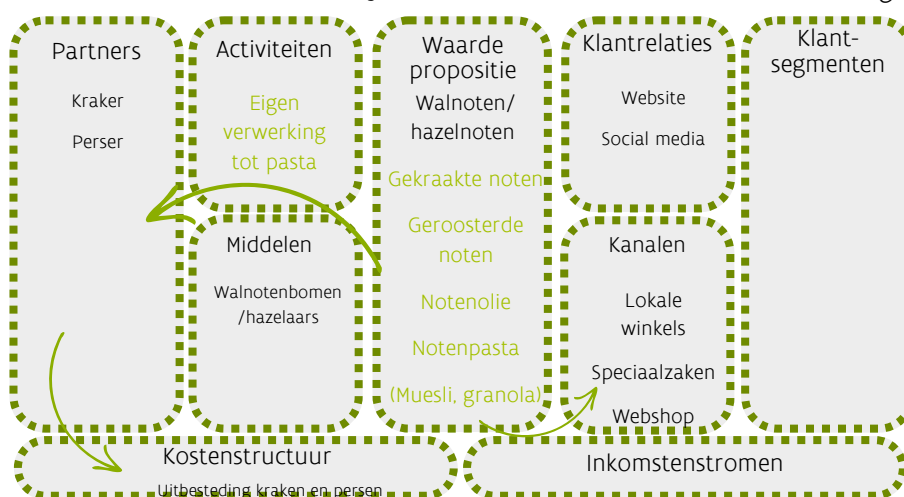 Partners
Kraker
Perser
Activiteiten
Eigen
verwerking
tot pasta
Middelen
Walnotenbomen
/hazelaars
Waarde
propositie
Walnoten/
hazelnoten
Gekraakte noten
Geroosterde
noten
Notenolie
Notenpasta
(Muesli, granola)
Klantrelaties
Website
Social media
Kanalen
Lokale
winkels
Speciaalzaken
Webshop
Klant-
segmenten
Kostenstructuur
Uitbesteding kraken en persen
Inkomstenstromen